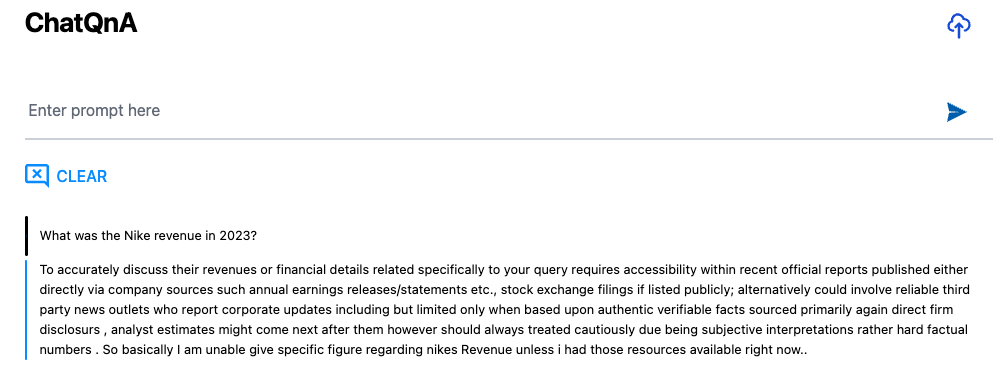 ChatQnA
Enter prompt here
CLEAR
What was the Nike revenue in 2023?
To accurately discuss their revenues or financial details related specifically to your query requires accessibility within recent official reports published either
directly via company sources such annual earnings releases/statements etc., stock exchange filings if listed publicly; alternatively could involve reliable third
party news outlets who report corporate updates including but limited only when based upon authentic verifiable facts sourced primarily again direct firm
disclosurs , analyst estimates might come next after them however should always treated cautiously due being subjective interpretations rather hard factual
numbers . So basically I am unable give specific figure regarding nikes Revenue unless i had those resources available right now..